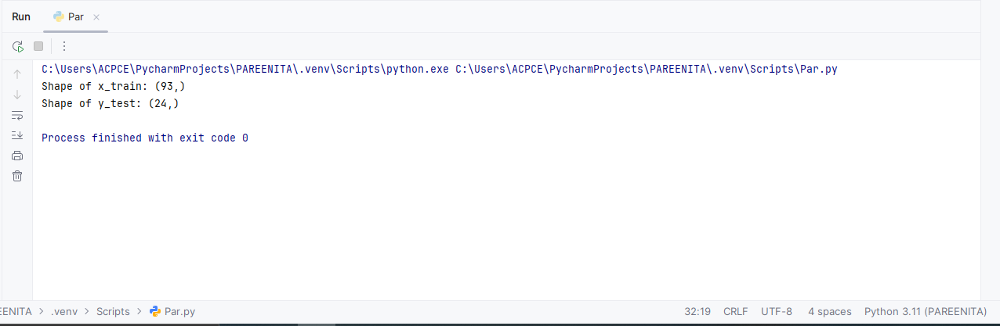 Run Par
C:\Users\ACPCE\PycharmProjects\PAREENITA\.venv\Scripts\python.exe C:\Users\ACPCE\PycharmProjects\PAREENITA\.venv\Scripts\Par.py
Shape of x_train: (93,)
Shape of y_test: (24,)
Process finished with exit code 0
EENITA > .venv > Scripts > Par.py 32:19 CRLF UTF-8 4 spaces Python 3.11 (PAREENITA)